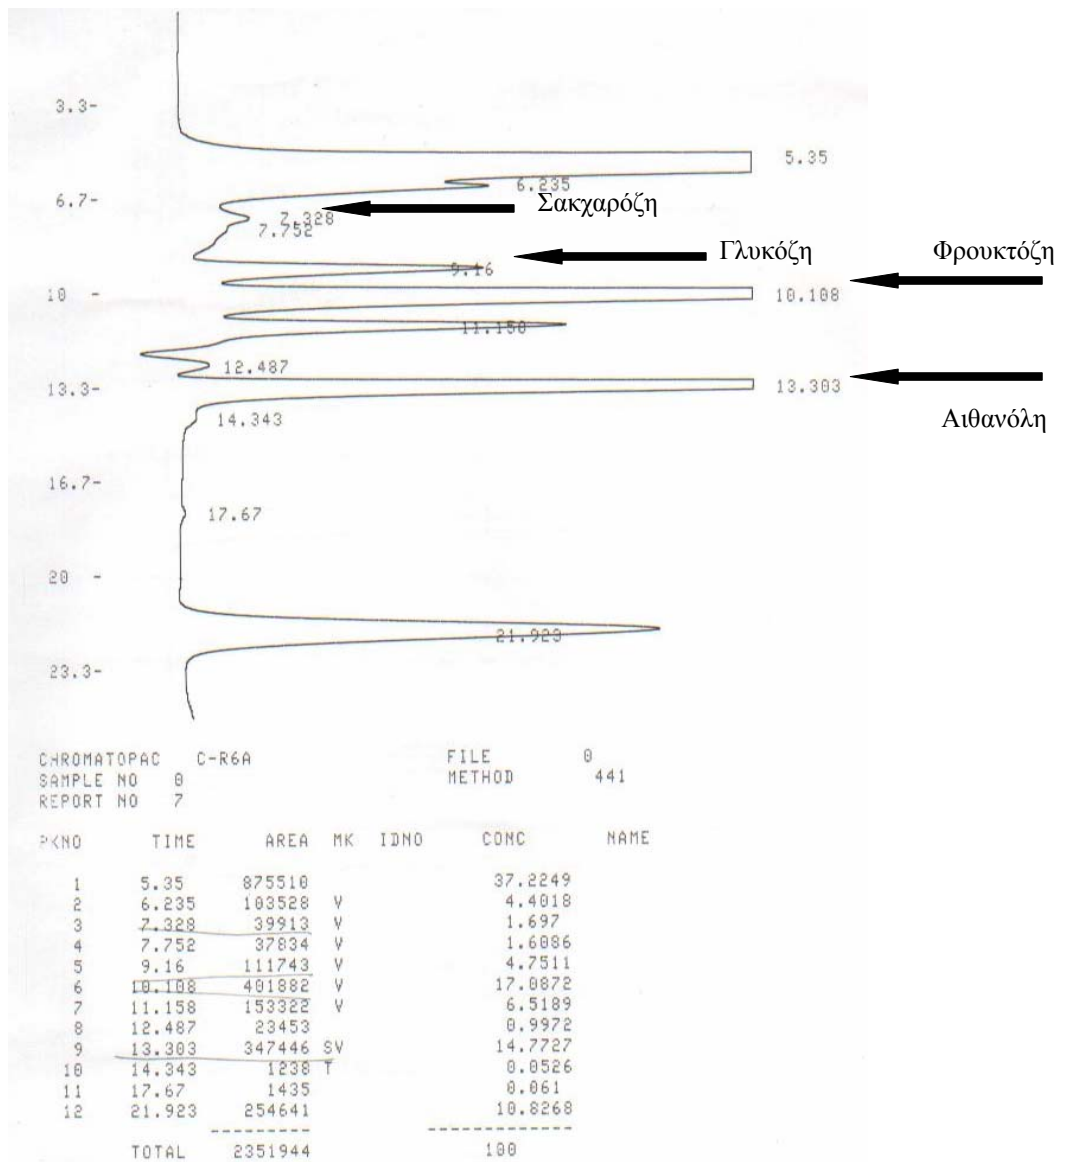 3.3-
5.35
6.235
6.7-
Σακχαρόζη
7.328
7.752
Γλυκόζη
Φρουκτόζη
9.16
10 -
10.108
11.158
12.487
13.3-
13.303
14.343
Αιθανόλη
16.7-
17.67
20 -
21.923
23.3-
CHROMATOPAC C-R6A FILE 0
SAMPLE NO 0 METHOD 441
REPORT NO 7
PKNO TIME AREA MK IDNO CONC NAME
1 5.35 875510 37.2249
2 6.235 103528 V 4.4018
3 7.328 39913 V 1.697
4 7.752 37834 V 1.6086
5 9.16 111743 V 4.7511
6 10.108 401882 V 17.0872
7 11.158 153322 V 6.5189
8 12.487 23453 0.9972
9 13.303 347446 SV 14.7727
10 14.343 1238 T 0.0526
11 17.67 1435 0.061
12 21.923 254641 10.8268
---------- -------------
TOTAL 2351944 100